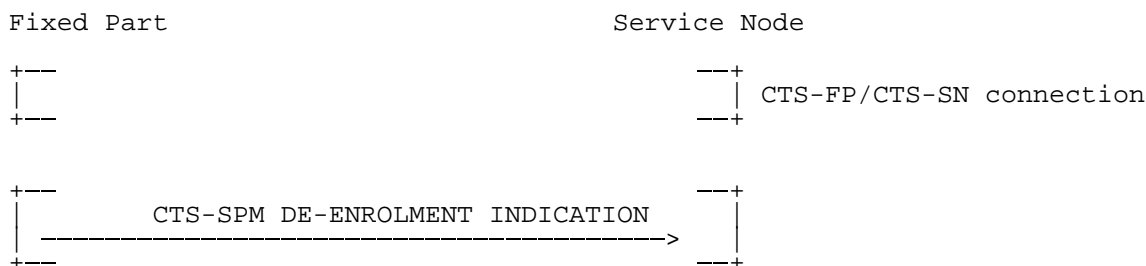 Fixed Part Service Node
CTS-FP/CTS-SN connection
CTS-SPM DE-ENROLMENT INDICATION